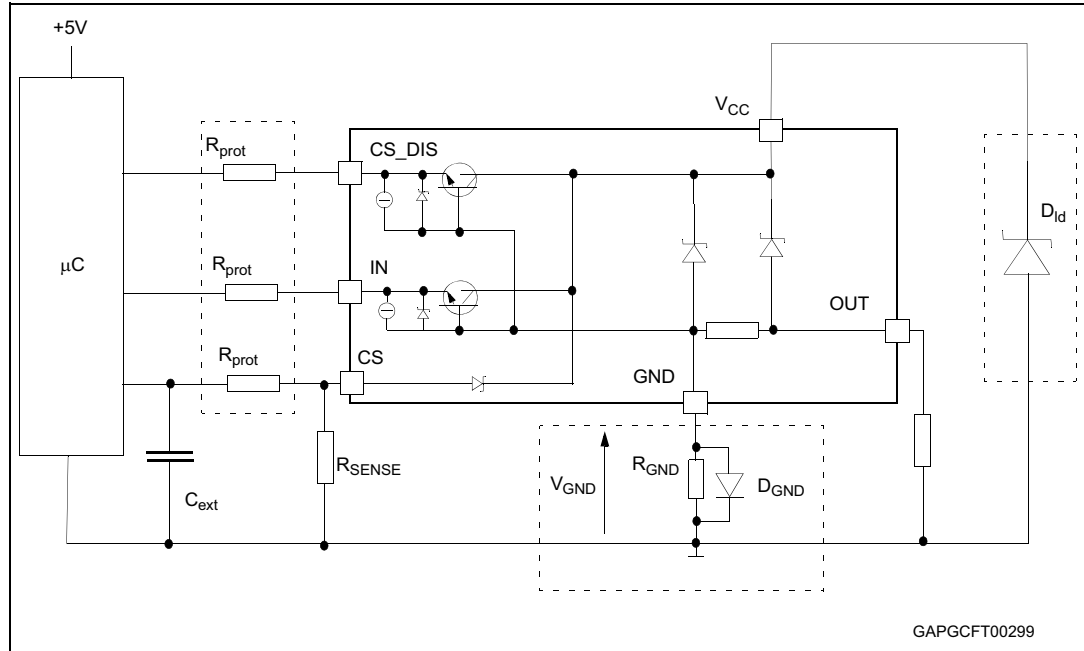 +5V
V_CC
R_prot
CS_DIS
D_ld
μC
R_prot
IN
OUT
R_prot
CS
GND
R_SENSE
V_GND
R_GND
D_GND
C_ext
GAPGCFT00299